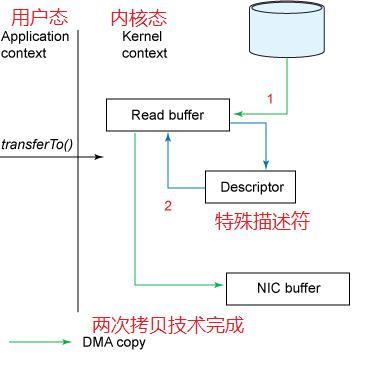 用户态
内核态
Application
context
Kernel
context
1
Read buffer
transferTo()
Descriptor
2
特殊描述符
NIC buffer
两次拷贝技术完成
DMA copy